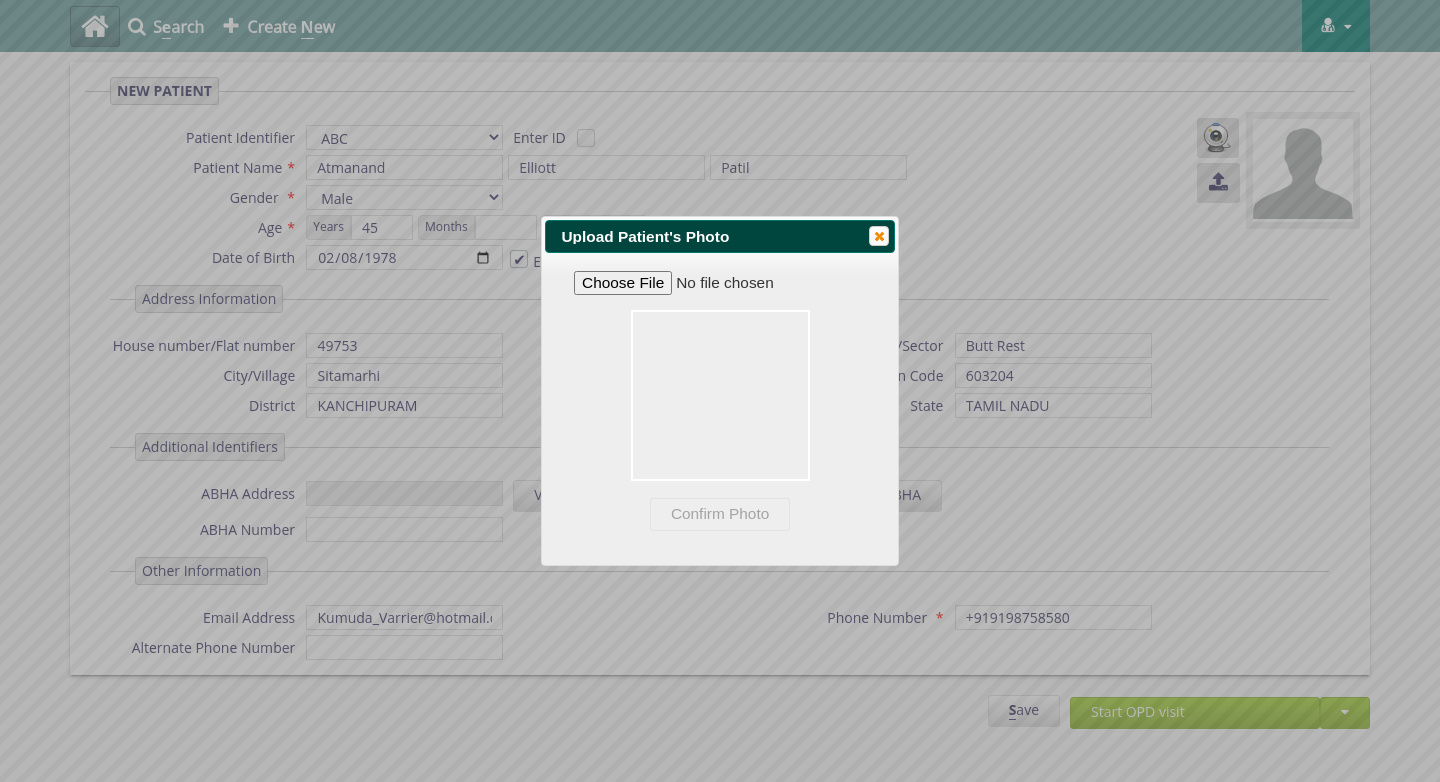 Search
Create New
NEW PATIENT
Patient Identifier ABC Enter ID
Patient Name * Atmanand Elliott Patil
Gender * Male
Age * Years 45 Months
Date of Birth 02/08/1978
Upload Patient's Photo
Choose File No file chosen
Confirm Photo
Address Information
House number/Flat number 49753 /Sector Butt Rest
City/Village Sitamarhi Code 603204
District KANCHIPURAM State TAMIL NADU
Additional Identifiers
ABHA Address
ABHA Number
Other Information
Email Address Kumuda_Varrier@hotmail. Phone Number * +919198758580
Alternate Phone Number
Save Start OPD visit